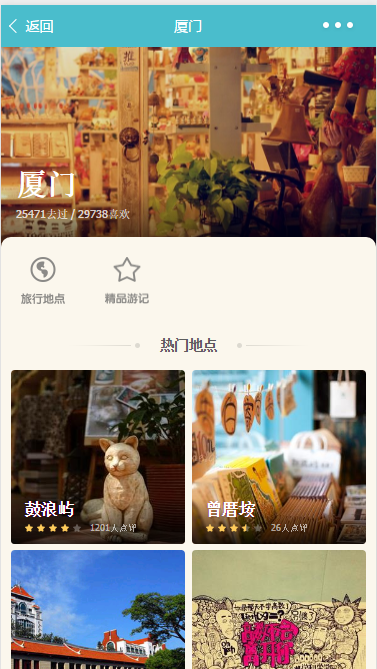 返回
厦门
厦门
25471去过 / 29738喜欢
旅行地点
精品游记
热门地点
鼓浪屿
1201人点评
曾厝垵
26人点评